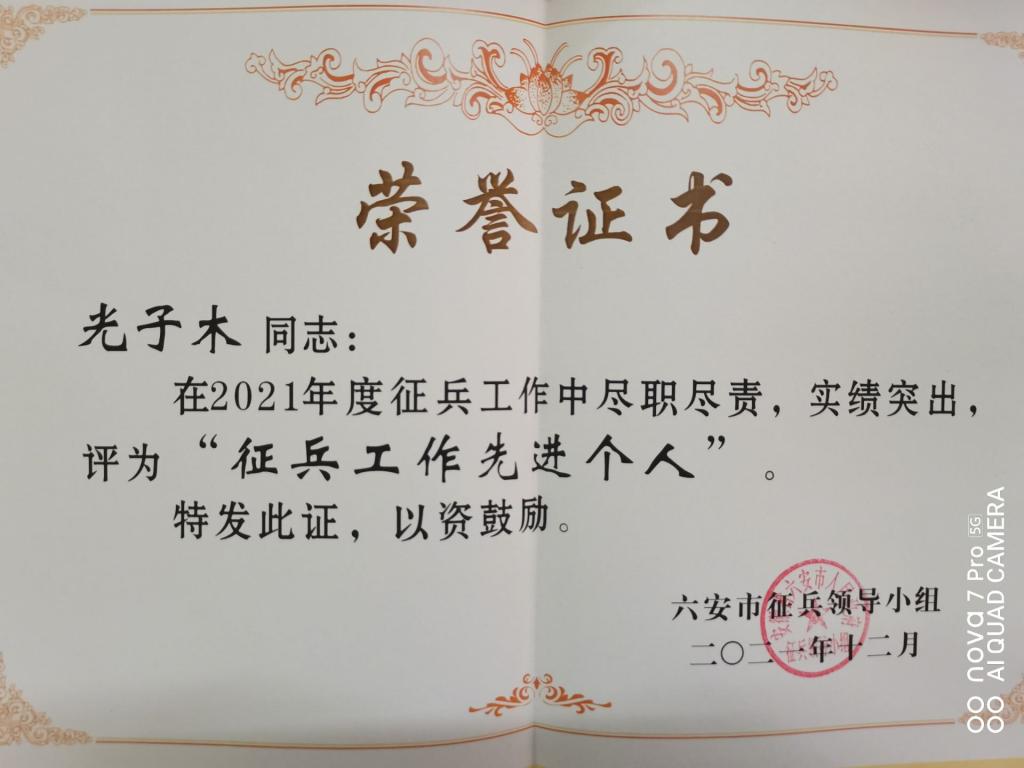 荣誉证书
光子木 同志：
在2021年度征兵工作中尽职尽责，实绩突出，
评为“征兵工作先进个人”。
特发此证，以资鼓励。
六安市征兵领导小组
二〇二一年十二月
nova 7 Pro 5G
AI QUAD CAMERA